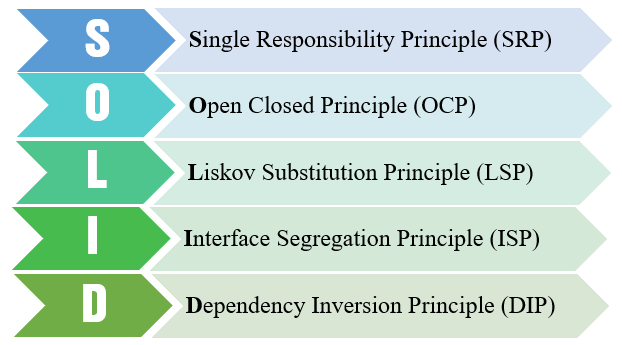 S Single Responsibility Principle (SRP)
O Open Closed Principle (OCP)
L Liskov Substitution Principle (LSP)
I Interface Segregation Principle (ISP)
D Dependency Inversion Principle (DIP)